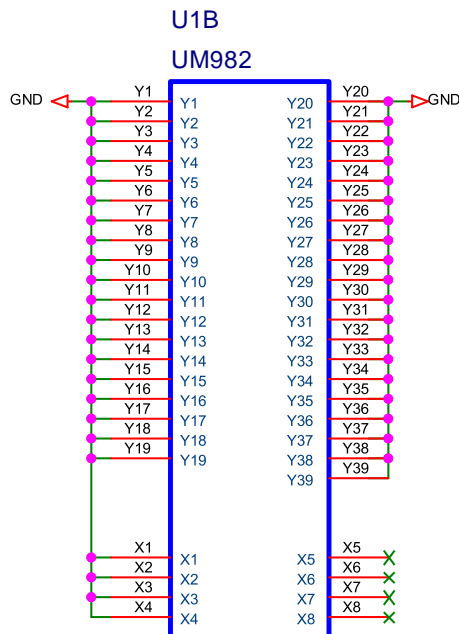 U1B
UM982
GND Y1 Y1 Y20 Y20 GND
Y2 Y2 Y21 Y21
Y3 Y3 Y22 Y22
Y4 Y4 Y23 Y23
Y5 Y5 Y24 Y24
Y6 Y6 Y25 Y25
Y7 Y7 Y26 Y26
Y8 Y8 Y27 Y27
Y9 Y9 Y28 Y28
Y10 Y10 Y29 Y29
Y11 Y11 Y30 Y30
Y12 Y12 Y31 Y31
Y13 Y13 Y32 Y32
Y14 Y14 Y33 Y33
Y15 Y15 Y34 Y34
Y16 Y16 Y35 Y35
Y17 Y17 Y36 Y36
Y18 Y18 Y37 Y37
Y19 Y19 Y38 Y38
Y39 Y39
X1 X1 X5 X5
X2 X2 X6 X6
X3 X3 X7 X7
X4 X4 X8 X8